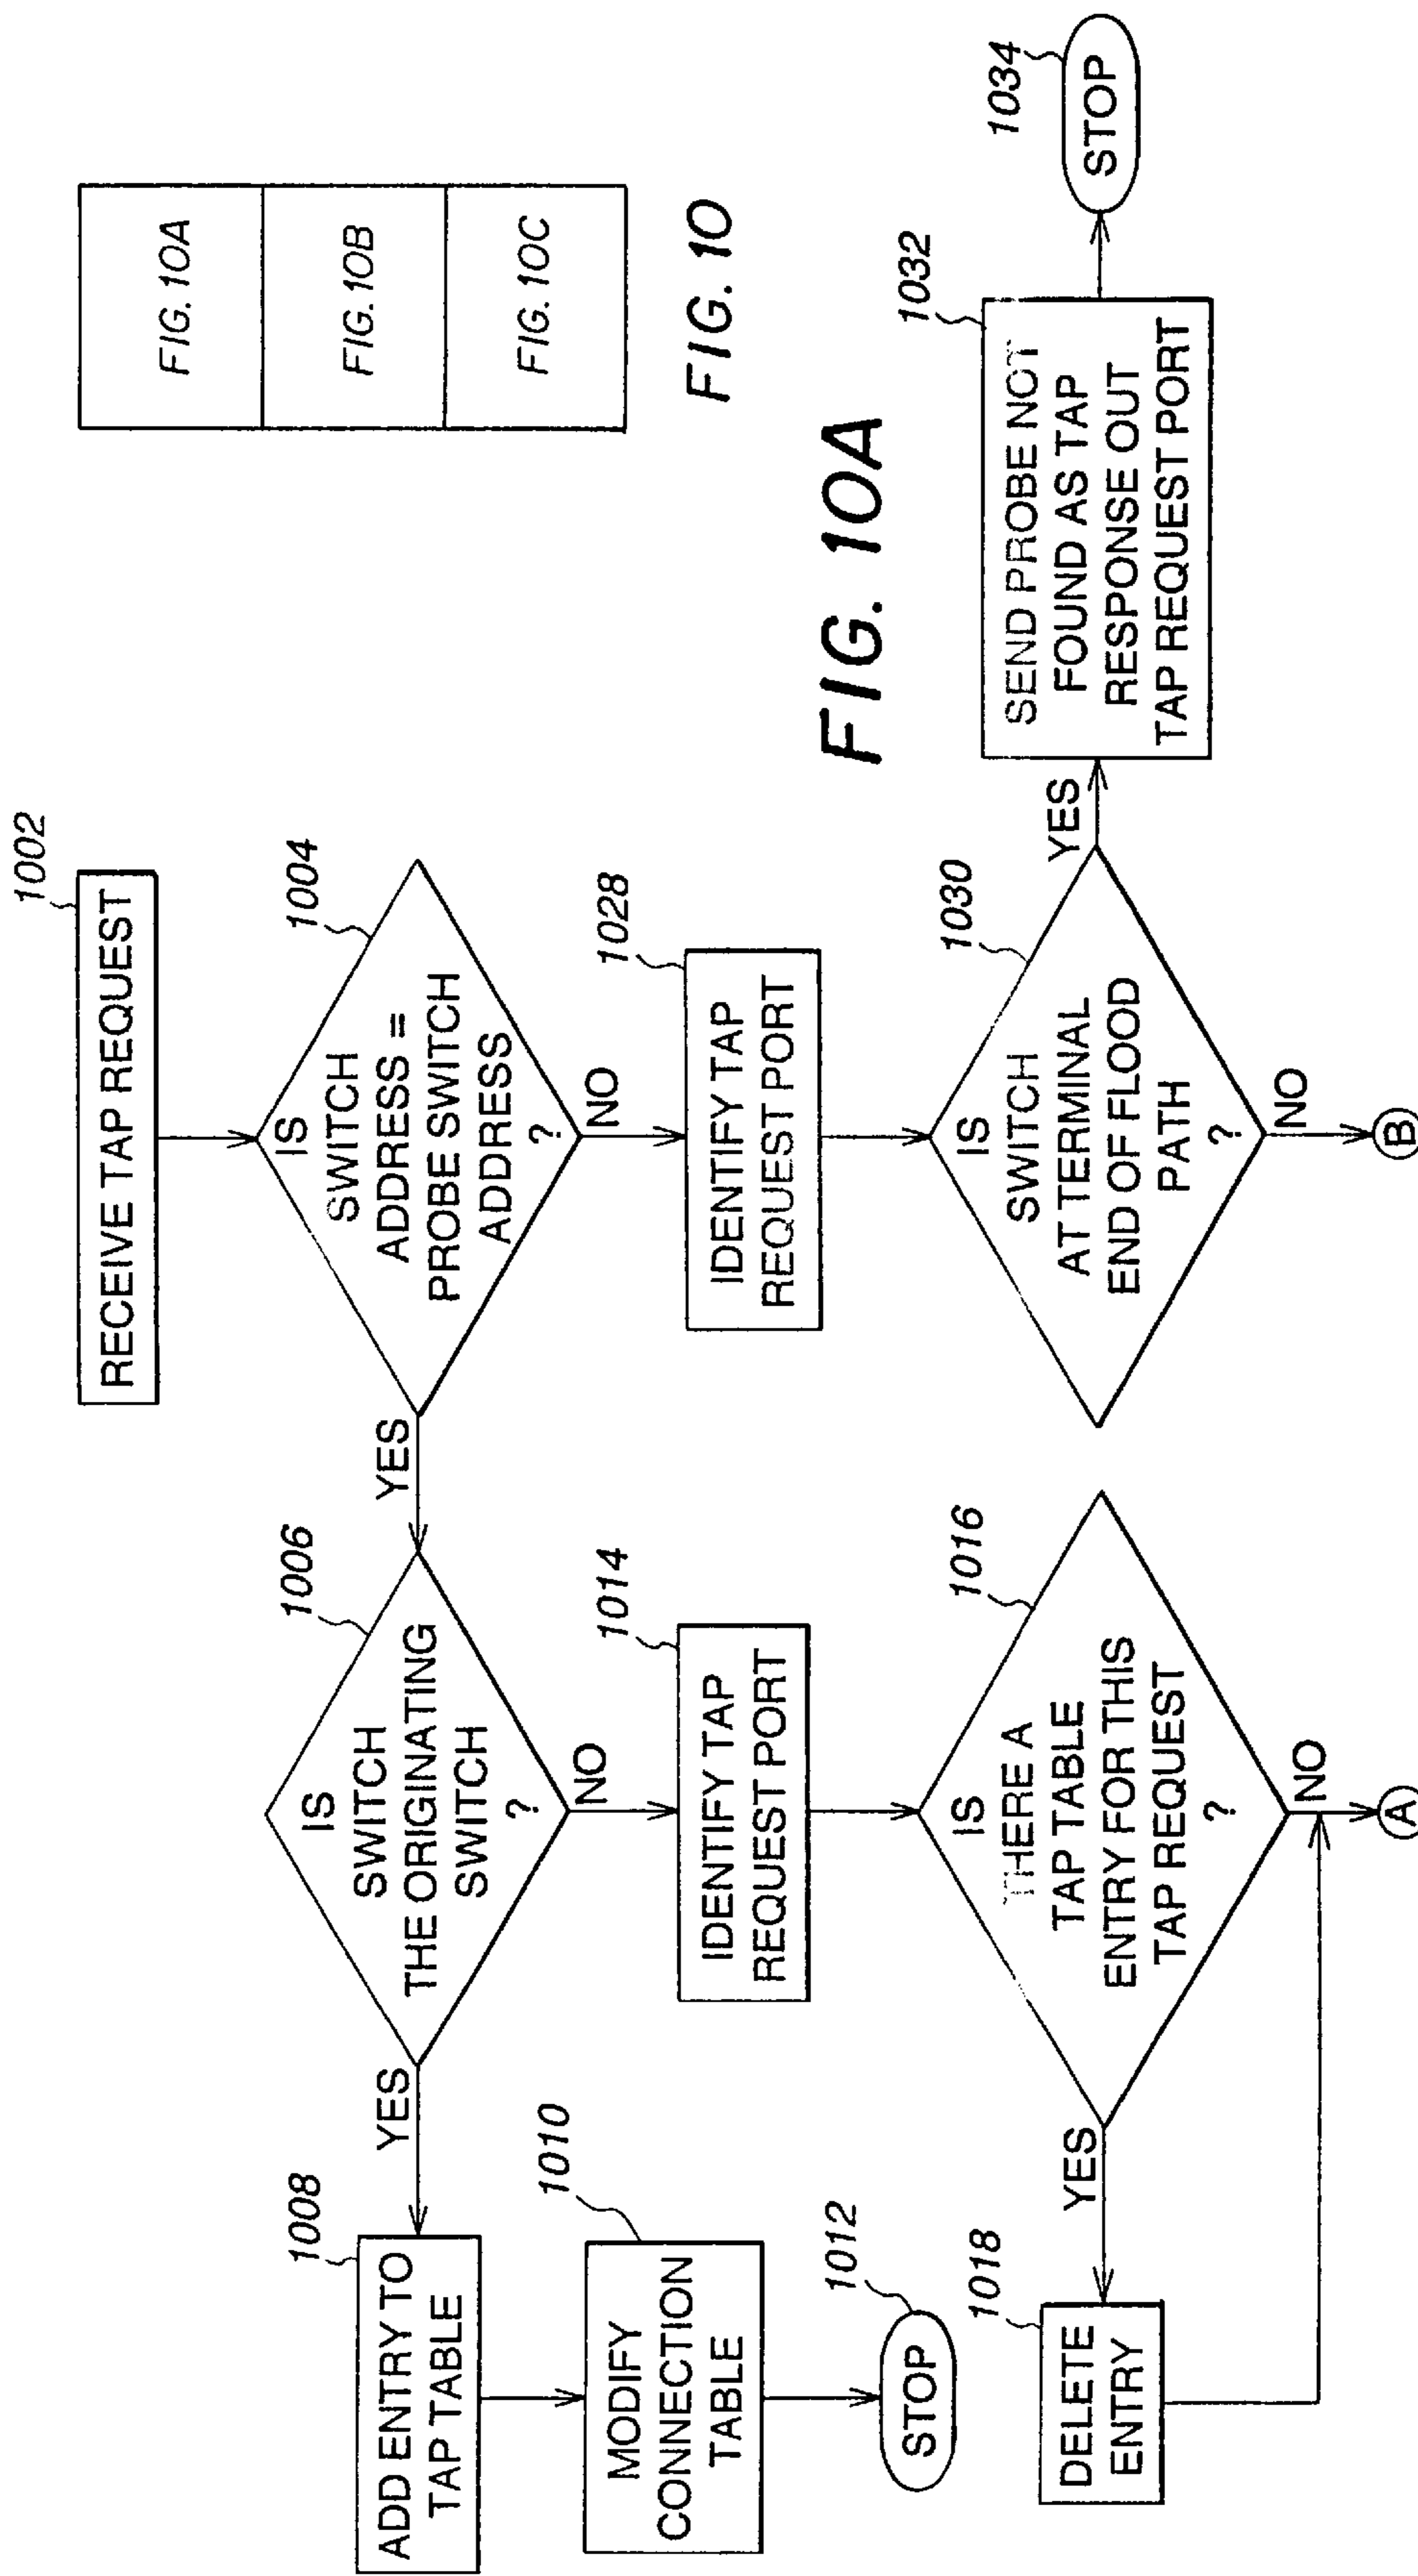 1002
RECEIVE TAP REQUEST
1004
IS
SWITCH
ADDRESS =
PROBE SWITCH
ADDRESS
?
YES
NO
1006
IS
SWITCH
THE ORIGINATING
SWITCH
?
YES
NO
1008
ADD ENTRY TO
TAP TABLE
1010
MODIFY
CONNECTION
TABLE
1012
STOP
1014
IDENTIFY TAP
REQUEST PORT
1016
IS
THERE A
TAP TABLE
ENTRY FOR THIS
TAP REQUEST
?
YES
NO
1018
DELETE
ENTRY
A
1028
IDENTIFY TAP
REQUEST PORT
1030
IS
SWITCH
AT TERMINAL
END OF FLOOD
PATH
?
YES
NO
B
1032
SEND PROBE NOT
FOUND AS TAP
RESPONSE OUT
TAP REQUEST PORT
1034
STOP
FIG. 10A
FIG. 10B
FIG. 10C
FIG. 10
FIG. 10A